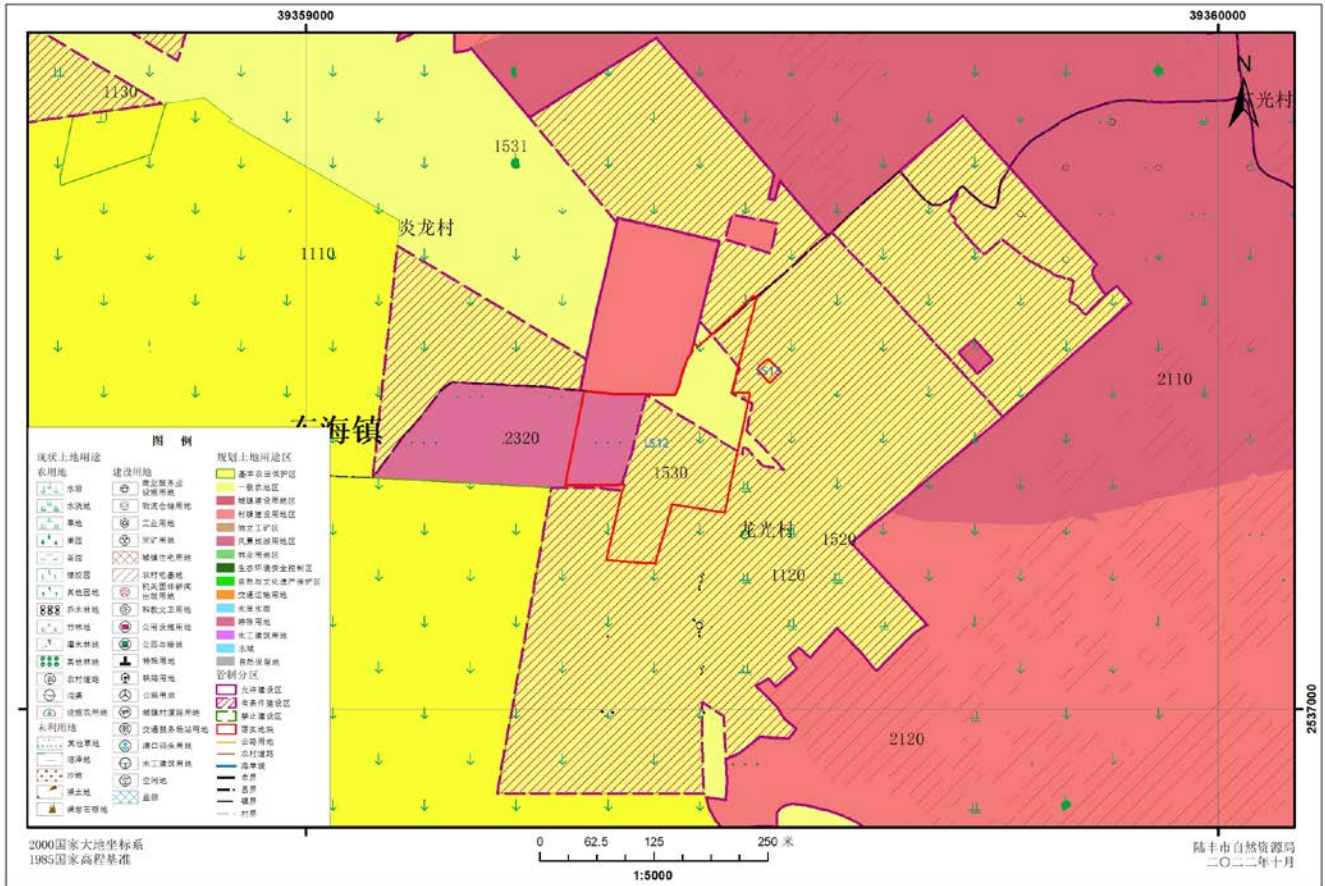 39359000
39360000
N
光村
1130
1531
炎龙村
1110
2110
东海镇
2320
LS12
1530
龙光村
1520
1120
2120
2537000
图 例
现状土地用途
规划土地用途区
农用地
建设用地
水田
商业服务业
设施用地
基本农田保护区
水浇地
物流仓储用地
一般农地区
旱地
工业用地
城镇建设用地区
果园
采矿用地
村镇建设用地区
茶园
城镇住宅用地
独立工矿区
橡胶园
农村宅基地
风景旅游用地区
其他园地
机关团体新闻
出版用地
林业用地区
乔木林地
科教文卫用地
生态环境安全控制区
竹林地
公用设施用地
自然与文化遗产保护区
灌木林地
公园与绿地
交通运输用地
其他林地
特殊用地
农村道路
铁路用地
特殊用地
沟渠
公路用地
水工建筑用地
设施农用地
城镇村道路用地
水域
未利用地
交通服务场站用地
自然保留地
其他草地
港口码头用地
管制分区
沼泽地
水工建筑用地
允许建设区
沙地
空闲地
有条件建设区
裸土地
盐田
禁止建设区
裸岩石砾地
落实地块
公路用地
农村道路
海岸线
市界
县界
镇界
村界
2000国家大地坐标系
1985国家高程基准
0 62.5 125 250 米
1:5000
陆丰市自然资源局
二〇二二年十月